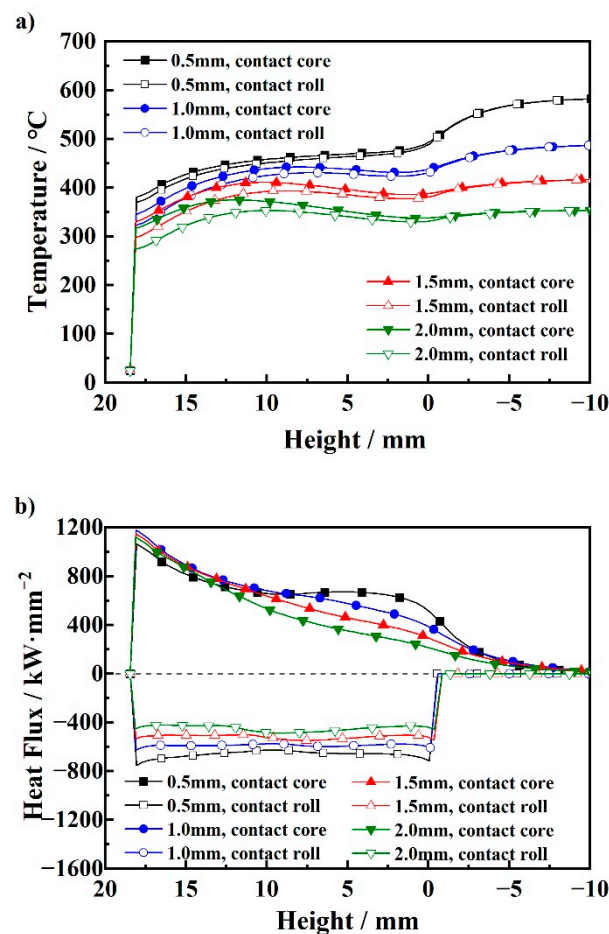 a)
700
600
500
400
300
200
100
0
Temperature / °C
0.5mm, contact core
0.5mm, contact roll
1.0mm, contact core
1.0mm, contact roll
1.5mm, contact core
1.5mm, contact roll
2.0mm, contact core
2.0mm, contact roll
20 15 10 5 0 −5 −10
Height / mm
b)
1200
800
400
0
−400
−800
−1200
−1600
Heat Flux / kW·mm⁻²
0.5mm, contact core 1.5mm, contact core
0.5mm, contact roll 1.5mm, contact roll
1.0mm, contact core 2.0mm, contact core
1.0mm, contact roll 2.0mm, contact roll
20 15 10 5 0 −5 −10
Height / mm